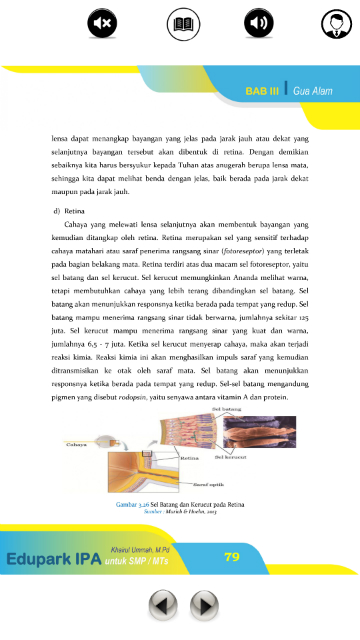 BAB III Gua Alam
lensa dapat menangkap bayangan yang jelas pada jarak jauh atau dekat yang
selanjutnya bayangan tersebut akan dibentuk di retina. Dengan demikian
sebaiknya kita harus bersyukur kepada Tuhan atas anugerah berupa lensa mata,
sehingga kita dapat melihat benda dengan jelas, baik berada pada jarak dekat
maupun pada jarak jauh.
d) Retina
Cahaya yang melewati lensa selanjutnya akan membentuk bayangan yang
kemudian ditangkap oleh retina. Retina merupakan sel yang sensitif terhadap
cahaya matahari atau saraf penerima rangsang sinar (fotoreseptor) yang terletak
pada bagian belakang mata. Retina terdiri atas dua macam sel fotoreseptor, yaitu
sel batang dan sel kerucut. Sel kerucut memungkinkan Ananda melihat warna,
tetapi membutuhkan cahaya yang lebih terang dibandingkan sel batang. Sel
batang akan menunjukkan responsnya ketika berada pada tempat yang redup. Sel
batang mampu menerima rangsang sinar tidak berwarna, jumlahnya sekitar 125
juta. Sel kerucut mampu menerima rangsang sinar yang kuat dan warna,
jumlahnya 6,5 - 7 juta. Ketika sel kerucut menyerap cahaya, maka akan terjadi
reaksi kimia. Reaksi kimia ini akan menghasilkan impuls saraf yang kemudian
ditransmisikan ke otak oleh saraf mata. Sel batang akan menunjukkan
responsnya ketika berada pada tempat yang redup. Sel-sel batang mengandung
pigmen yang disebut rodopsin, yaitu senyawa antara vitamin A dan protein.
Sel batang
Cahaya
Retina
Sel kerucut
Saraf optik
Gambar 3.26 Sel Batang dan Kerucut pada Retina
Sumber : Marieb & Hoehn, 2013
Khairul Ummah, M.Pd
Edupark IPA untuk SMP / MTs
79